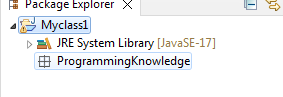 Package Explorer
Myclass1
JRE System Library [JavaSE-17]
ProgrammingKnowledge